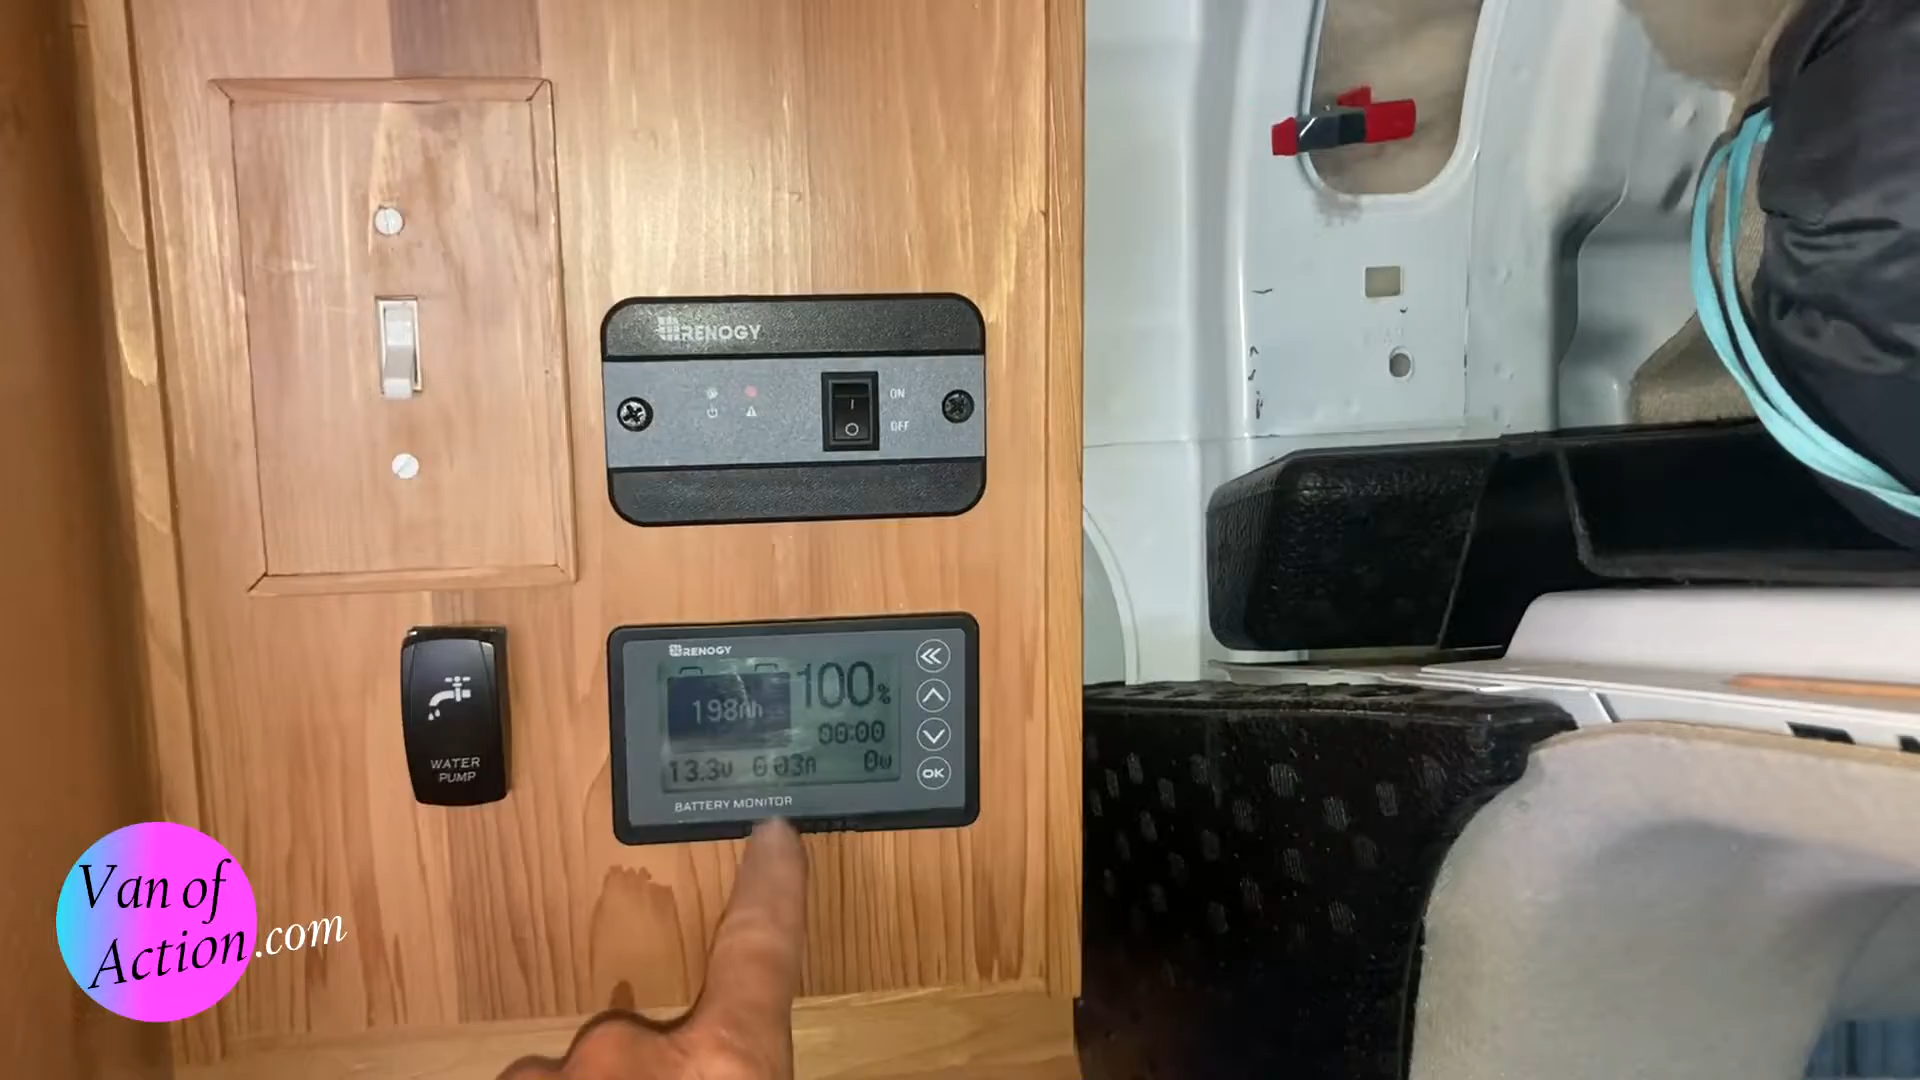 RENOGY
ON
OFF
RENOGY
100%
198Ah
00:00
13.3V 0.03A 0W
OK
BATTERY MONITOR
WATER
PUMP
Van of
Action.com